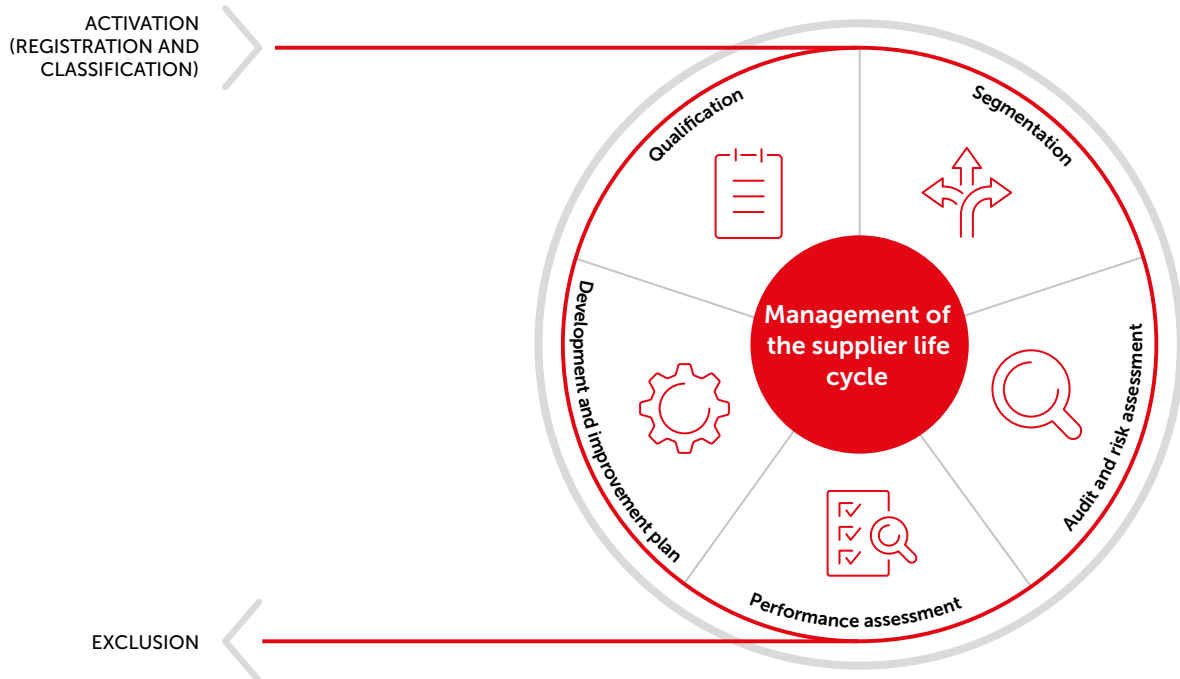 ACTIVATION
(REGISTRATION AND
CLASSIFICATION)
Qualification
Segmentation
Development and improvement plan
Management of
the supplier life
cycle
Audit and risk assessment
Performance assessment
EXCLUSION